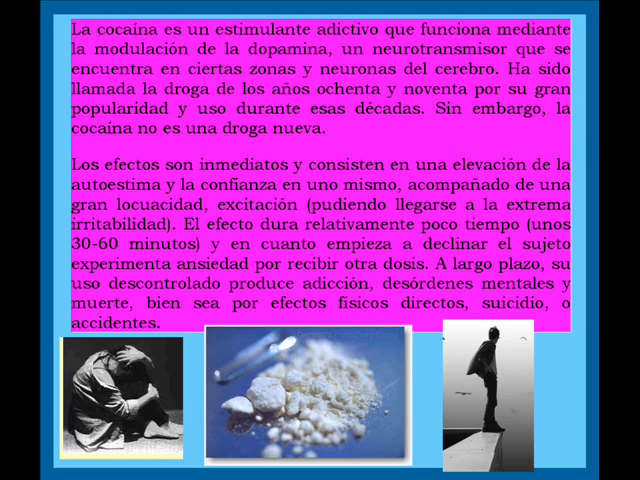 La cocaína es un estimulante adictivo que funciona mediante
la modulación de la dopamina, un neurotransmisor que se
encuentra en ciertas zonas y neuronas del cerebro. Ha sido
llamada la droga de los años ochenta y noventa por su gran
popularidad y uso durante esas décadas. Sin embargo, la
cocaína no es una droga nueva.
Los efectos son inmediatos y consisten en una elevación de la
autoestima y la confianza en uno mismo, acompañado de una
gran locuacidad, excitación (pudiendo llegarse a la extrema
irritabilidad). El efecto dura relativamente poco tiempo (unos
30-60 minutos) y en cuanto empieza a declinar el sujeto
experimenta ansiedad por recibir otra dosis. A largo plazo, su
uso descontrolado produce adicción, desórdenes mentales y
muerte, bien sea por efectos físicos directos, suicidio, o
accidentes.